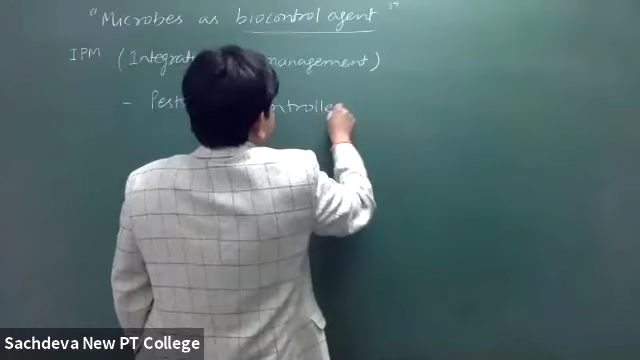 "Microbes as biocontrol agent"
IPM (Integrat management)
- Pest ntrolle
Sachdeva New PT College